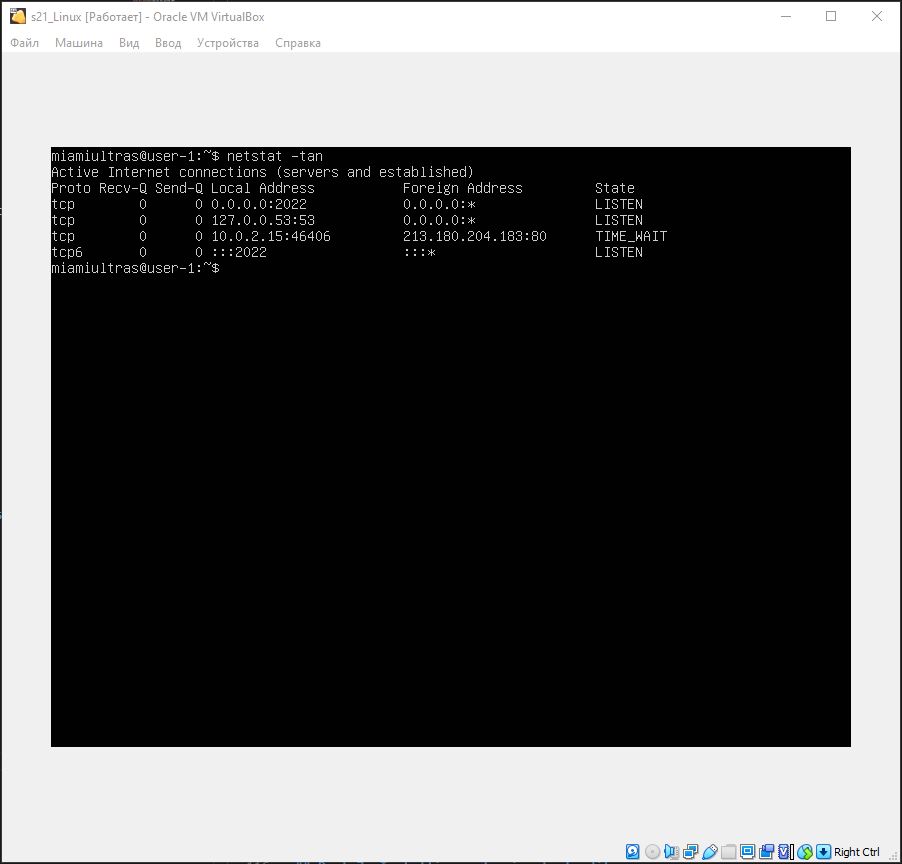 s21_Linux [Работает] - Oracle VM VirtualBox
Файл Машина Вид Ввод Устройства Справка
miamiultras@user-1:~$ netstat -tan
Active Internet connections (servers and established)
Proto Recv-Q Send-Q Local Address           Foreign Address         State
tcp        0      0 0.0.0.0:2022            0.0.0.0:*               LISTEN
tcp        0      0 127.0.0.53:53           0.0.0.0:*               LISTEN
tcp        0      0 10.0.2.15:46406         213.180.204.183:80      TIME_WAIT
tcp6       0      0 :::2022                 :::*                    LISTEN
miamiultras@user-1:~$
Right Ctrl